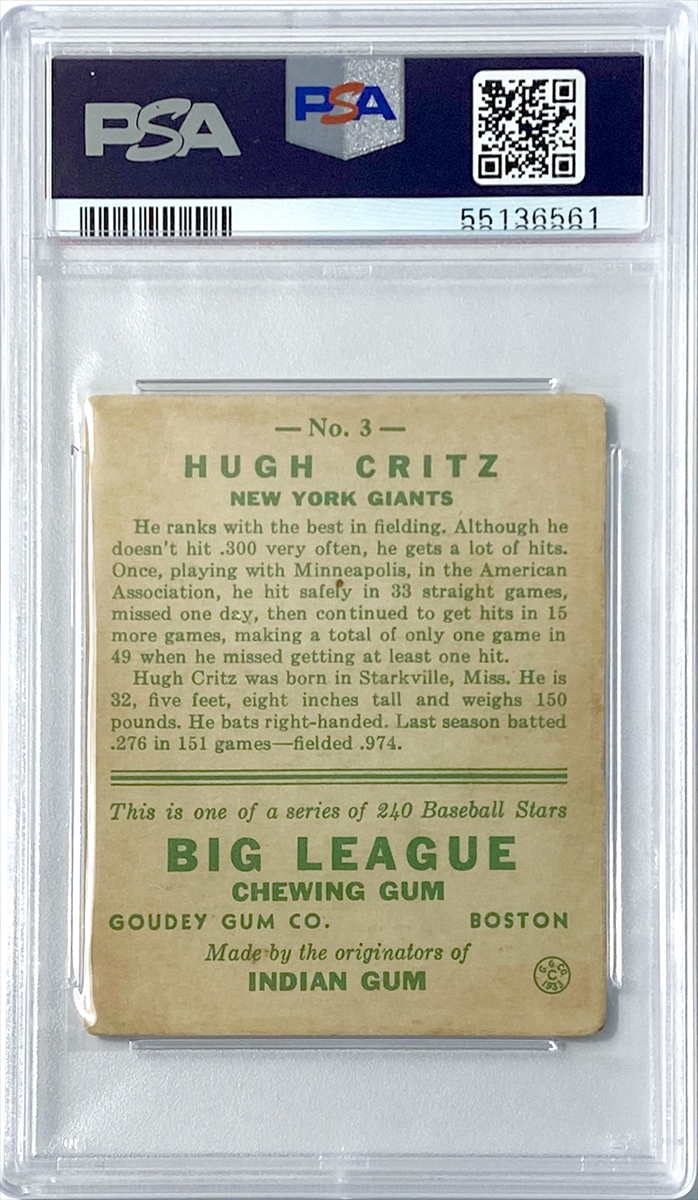 PSA PSA
55136561
— No. 3 —
HUGH CRITZ
NEW YORK GIANTS
He ranks with the best in fielding. Although he
doesn't hit .300 very often, he gets a lot of hits.
Once, playing with Minneapolis, in the American
Association, he hit safely in 33 straight games,
missed one day, then continued to get hits in 15
more games, making a total of only one game in
49 when he missed getting at least one hit.
Hugh Critz was born in Starkville, Miss. He is
32, five feet, eight inches tall and weighs 150
pounds. He bats right-handed. Last season batted
.276 in 151 games—fielded .974.
This is one of a series of 240 Baseball Stars
BIG LEAGUE
CHEWING GUM
GOUDEY GUM CO. BOSTON
Made by the originators of
INDIAN GUM
G. G. CO.
C
1933